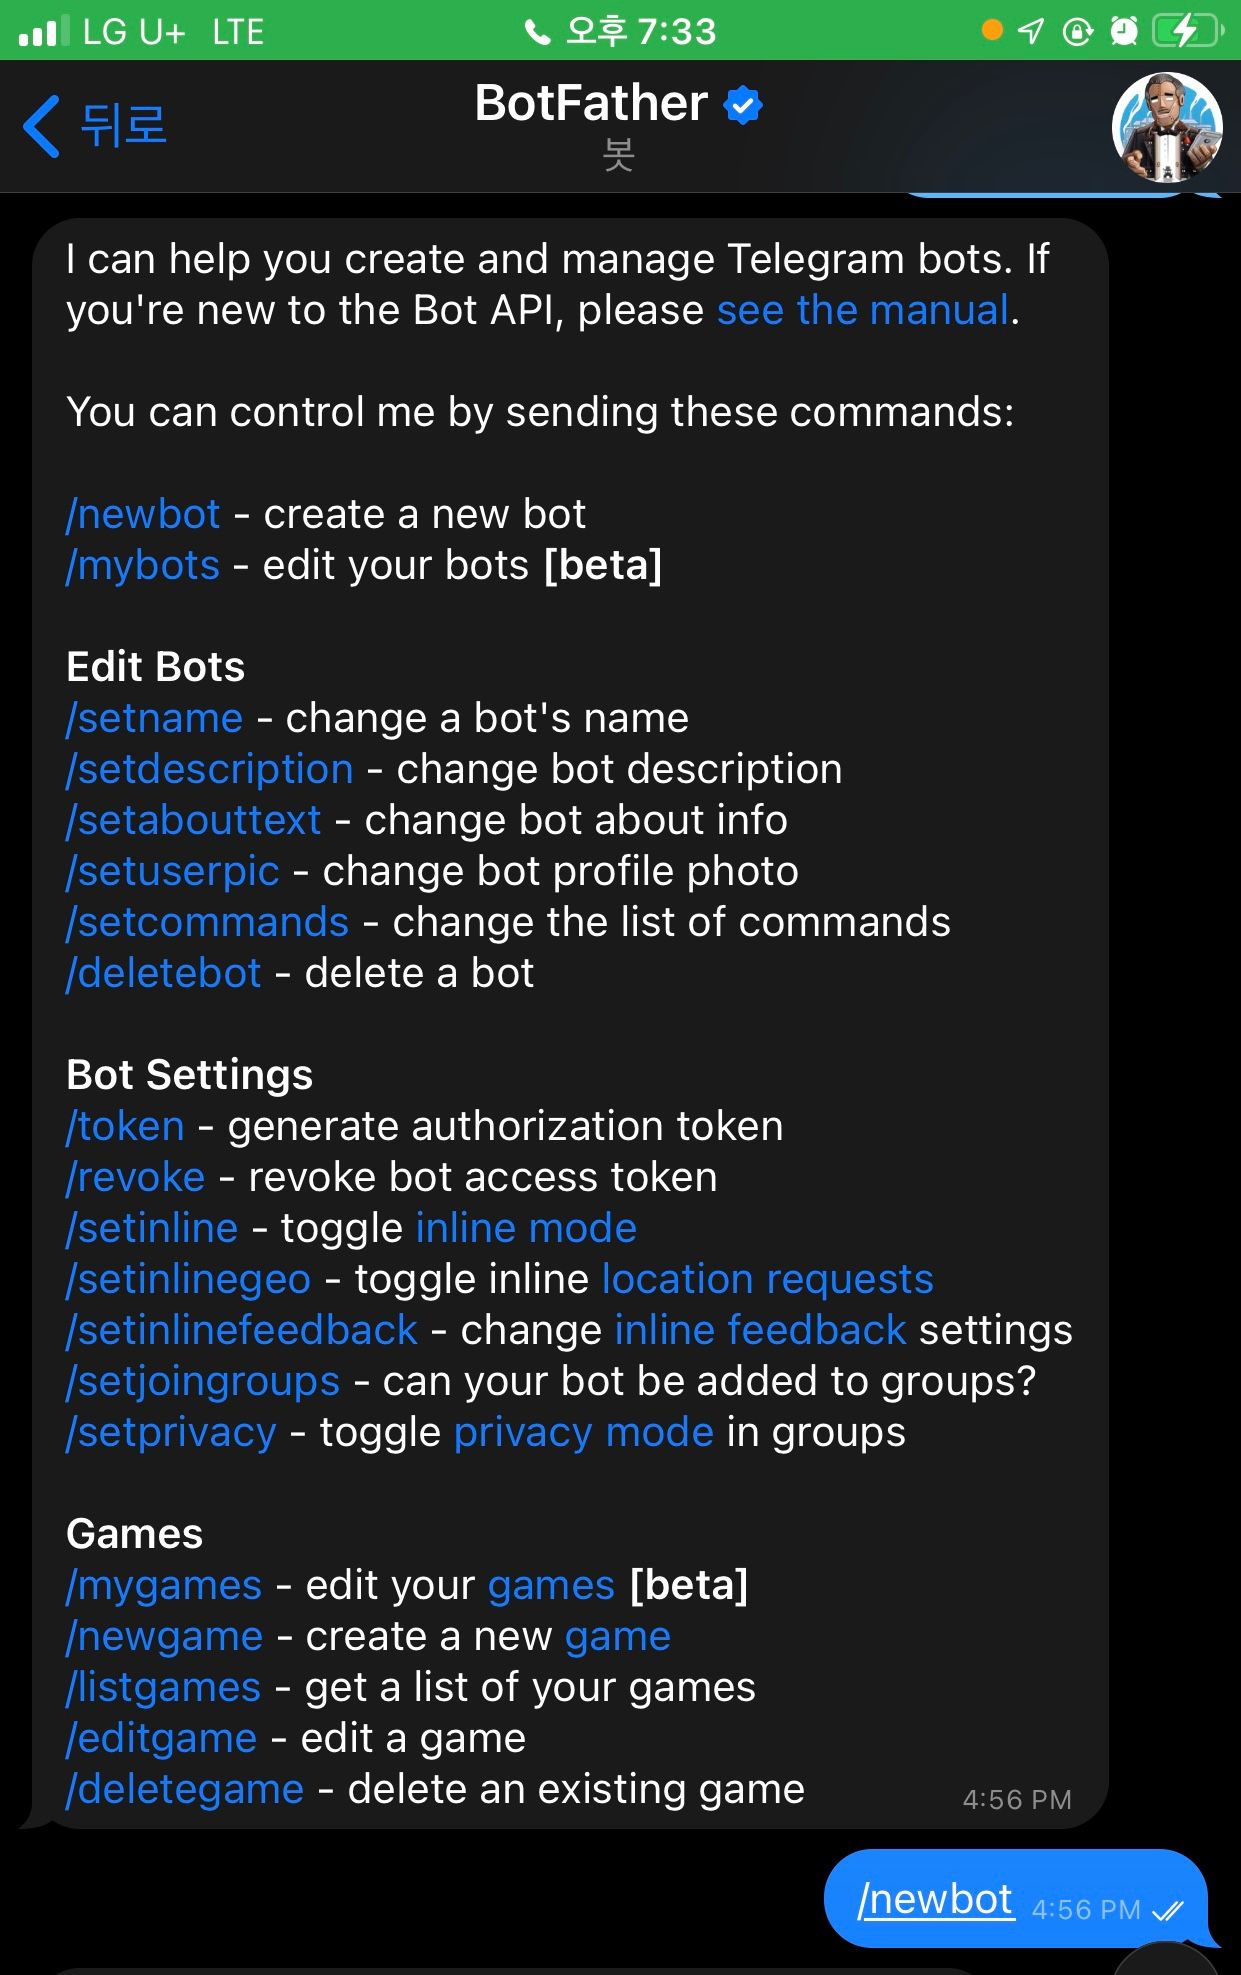 LG U+ LTE 오후 7:33
뒤로
BotFather
봇
I can help you create and manage Telegram bots. If
you're new to the Bot API, please see the manual.
You can control me by sending these commands:
/newbot - create a new bot
/mybots - edit your bots [beta]
Edit Bots
/setname - change a bot's name
/setdescription - change bot description
/setabouttext - change bot about info
/setuserpic - change bot profile photo
/setcommands - change the list of commands
/deletebot - delete a bot
Bot Settings
/token - generate authorization token
/revoke - revoke bot access token
/setinline - toggle inline mode
/setinlinegeo - toggle inline location requests
/setinlinefeedback - change inline feedback settings
/setjoingroups - can your bot be added to groups?
/setprivacy - toggle privacy mode in groups
Games
/mygames - edit your games [beta]
/newgame - create a new game
/listgames - get a list of your games
/editgame - edit a game
/deletegame - delete an existing game
4:56 PM
/newbot 4:56 PM